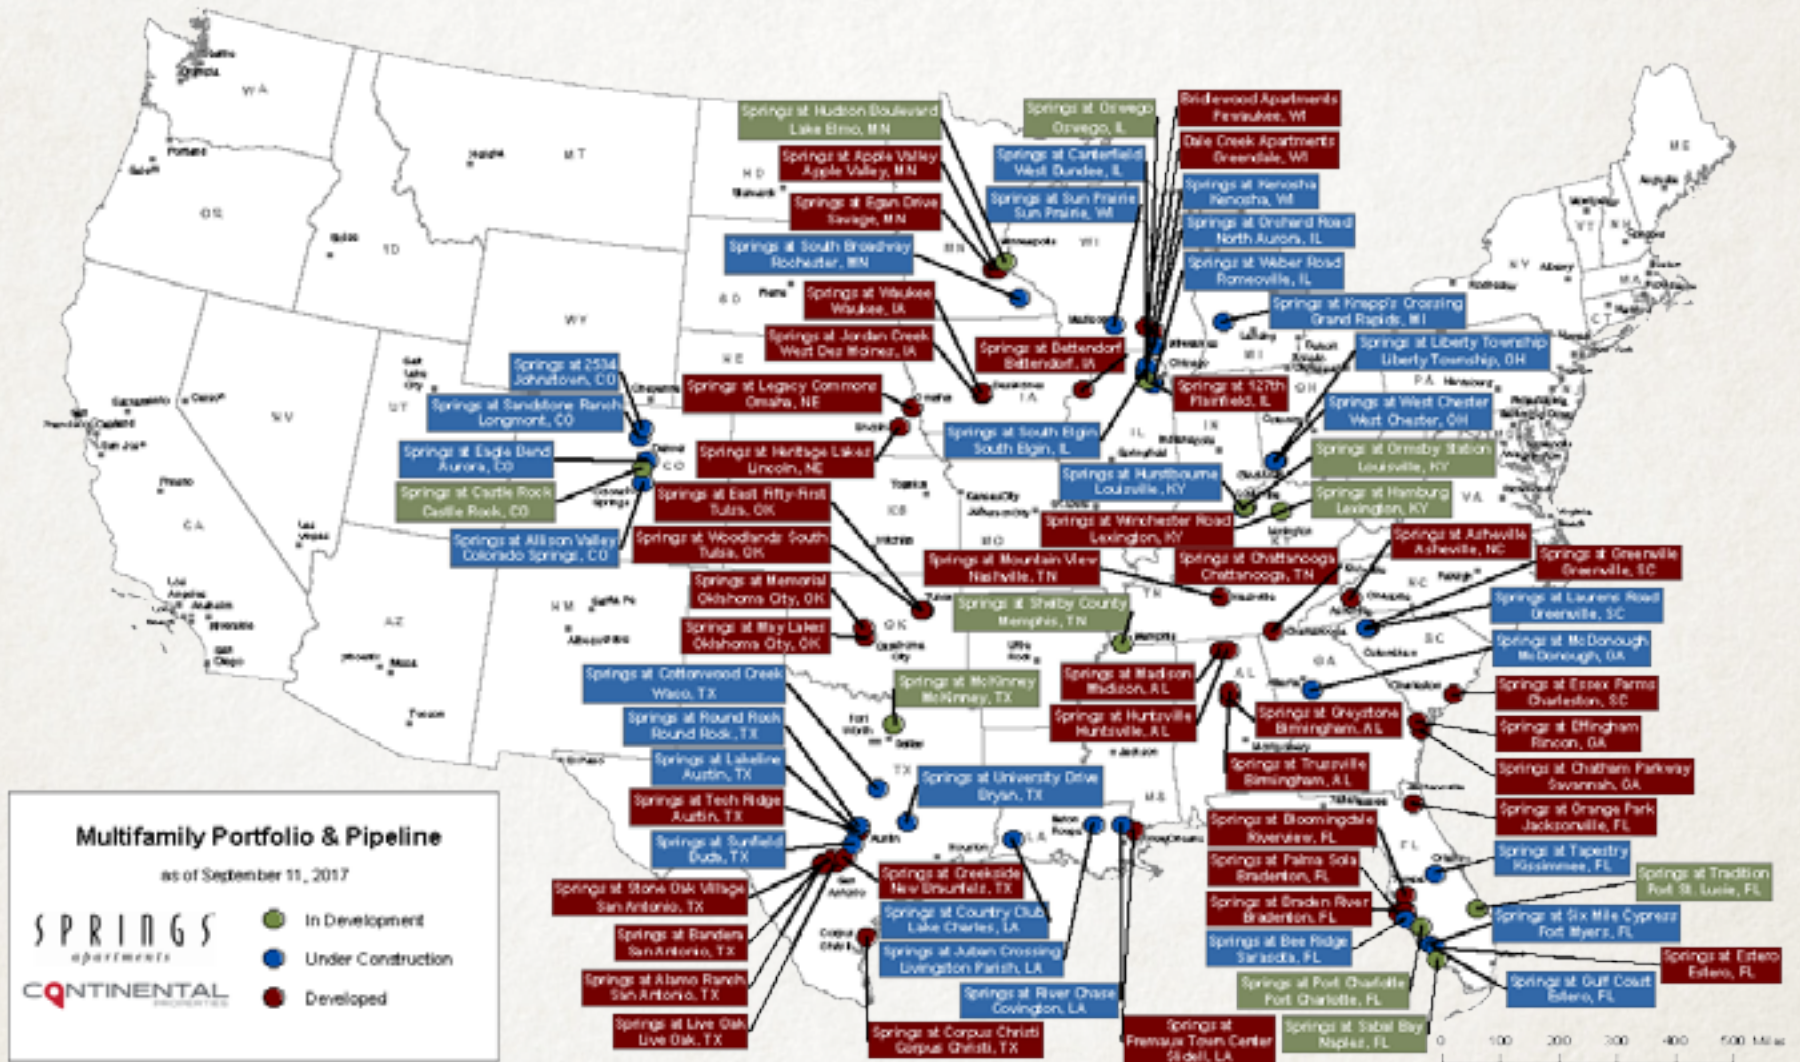 Springs at Hudson Boulevard
Lake Elmo, MN
Springs at Apple Valley
Apple Valley, MN
Springs at Egan Drive
Savage, MN
Springs at South Broadway
Rochester, MN
Springs at Waukee
Waukee, IA
Springs at Jordan Creek
West Des Moines, IA
Springs at Legacy Commons
Omaha, NE
Springs at Heritage Lakes
Lincoln, NE
Springs at Oswego
Oswego, IL
Springs at Canterfield
West Dundee, IL
Springs at Sun Prairie
Sun Prairie, WI
Springs at Bettendorf
Bettendorf, IA
Springs at South Elgin
South Elgin, IL
Bridlewood Apartments
Pewaukee, WI
Dale Creek Apartments
Greendale, WI
Springs at Kenosha
Kenosha, WI
Springs at Orchard Road
North Aurora, IL
Springs at Weber Road
Romeoville, IL
Springs at Knapp's Crossing
Grand Rapids, MI
Springs at Liberty Township
Liberty Township, OH
Springs at 127th
Plainfield, IL
Springs at West Chester
West Chester, OH
Springs at Ormsby Station
Louisville, KY
Springs at Hurstbourne
Louisville, KY
Springs at Hamburg
Lexington, KY
Springs at Winchester Road
Lexington, KY
Springs at 2534
Johnstown, CO
Springs at Sandstone Ranch
Longmont, CO
Springs at Eagle Bend
Aurora, CO
Springs at Castle Rock
Castle Rock, CO
Springs at Allison Valley
Colorado Springs, CO
Springs at East Fifty-First
Tulsa, OK
Springs at Woodlands South
Tulsa, OK
Springs at Memorial
Oklahoma City, OK
Springs at May Lakes
Oklahoma City, OK
Springs at Mountain View
Nashville, TN
Springs at Chattanooga
Chattanooga, TN
Springs at Shelby County
Memphis, TN
Springs at Asheville
Asheville, NC
Springs at Greenville
Greenville, SC
Springs at Laurens Road
Greenville, SC
Springs at McDonough
McDonough, GA
Springs at Essex Farms
Charleston, SC
Springs at Effingham
Rincon, GA
Springs at Chatham Parkway
Savannah, GA
Springs at Orange Park
Jacksonville, FL
Springs at Madison
Madison, AL
Springs at Huntsville
Huntsville, AL
Springs at Greystone
Birmingham, AL
Springs at Trussville
Birmingham, AL
Springs at Cottonwood Creek
Waco, TX
Springs at McKinney
McKinney, TX
Springs at Round Rock
Round Rock, TX
Springs at Lakeline
Austin, TX
Springs at Tech Ridge
Austin, TX
Springs at Sunfield
Buda, TX
Springs at University Drive
Bryan, TX
Springs at Stone Oak Village
San Antonio, TX
Springs at Bandera
San Antonio, TX
Springs at Alamo Ranch
San Antonio, TX
Springs at Live Oak
Live Oak, TX
Springs at Creekside
New Braunfels, TX
Springs at Country Club
Lake Charles, LA
Springs at Juban Crossing
Livingston Parish, LA
Springs at River Chase
Covington, LA
Springs at Corpus Christi
Corpus Christi, TX
Springs at
Fremaux Town Center
Slidell, LA
Springs at Bloomingdale
Riverview, FL
Springs at Palma Sola
Bradenton, FL
Springs at Braden River
Bradenton, FL
Springs at Bee Ridge
Sarasota, FL
Springs at Port Charlotte
Port Charlotte, FL
Springs at Sabal Bay
Naples, FL
Springs at Tapestry
Kissimmee, FL
Springs at Tradition
Port St. Lucie, FL
Springs at Six Mile Cypress
Fort Myers, FL
Springs at Estero
Estero, FL
Springs at Gulf Coast
Estero, FL
Multifamily Portfolio & Pipeline
as of September 11, 2017
SPRINGS
apartments
CONTINENTAL
PROPERTIES
In Development
Under Construction
Developed
WA
OR
ID
MT
WY
NV
UT
CA
AZ
NM
CO
TX
OK
0 100 200 300 400 500 Miles